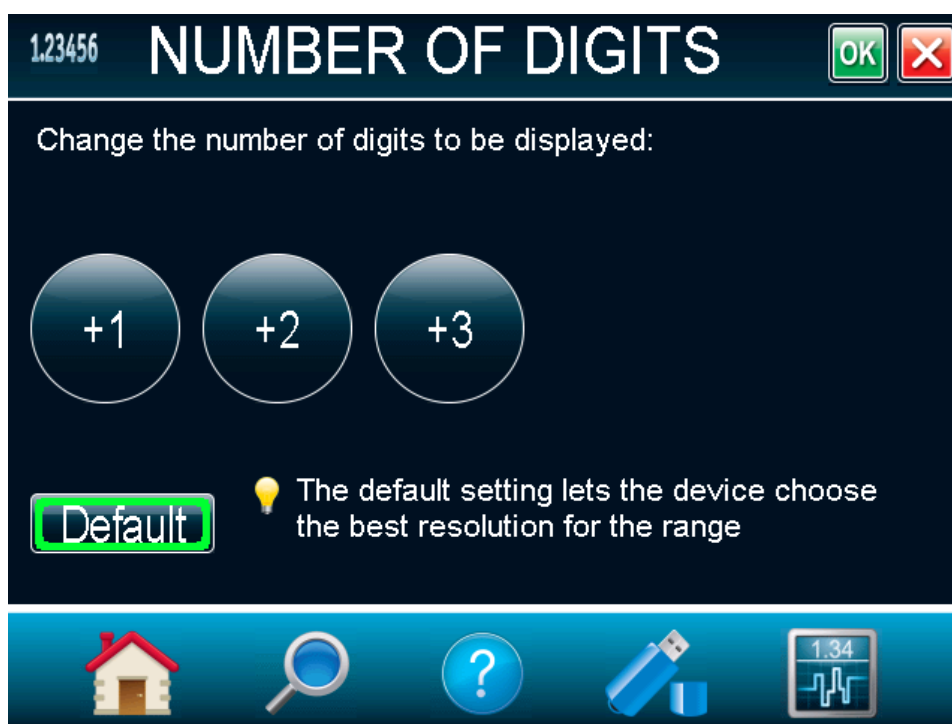 1.23456 NUMBER OF DIGITS OK
Change the number of digits to be displayed:
+1 +2 +3
Default
The default setting lets the device choose
the best resolution for the range
?
1.34